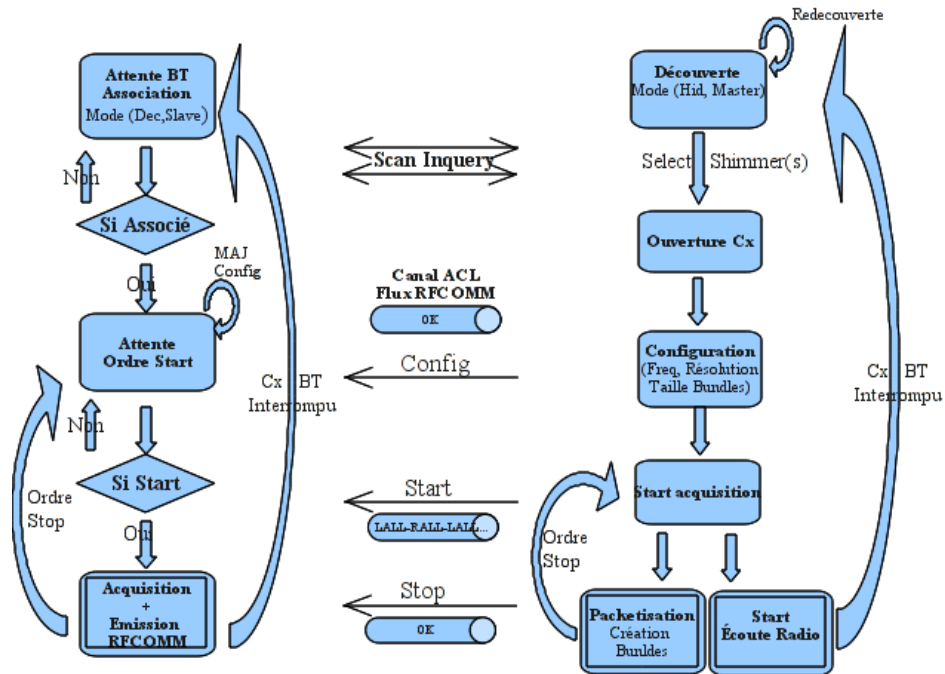 Redecouverte
Attente BT
Association
Mode (Dec,Slave)
Non
Si Associé
MAJ
Config
Oui
Attente
Ordre Start
Non
Cx BT
Interrompu
Si Start
Ordre
Stop
Oui
Acquisition
+
Emission
RFCOMM
Scan Inquery
Canal ACL
Flux RFCOMM
OK
Config
Start
LALL-RALL-LALL...
Stop
OK
Découverte
Mode (Hid, Master)
Select Shimmer(s)
Ouverture Cx
Configuration
(Freq, Résolution
Taille Bundles)
Cx BT
Interrompu
Start acquisition
Ordre
Stop
Packetisation
Création
Bunldes
Start
Écoute Radio